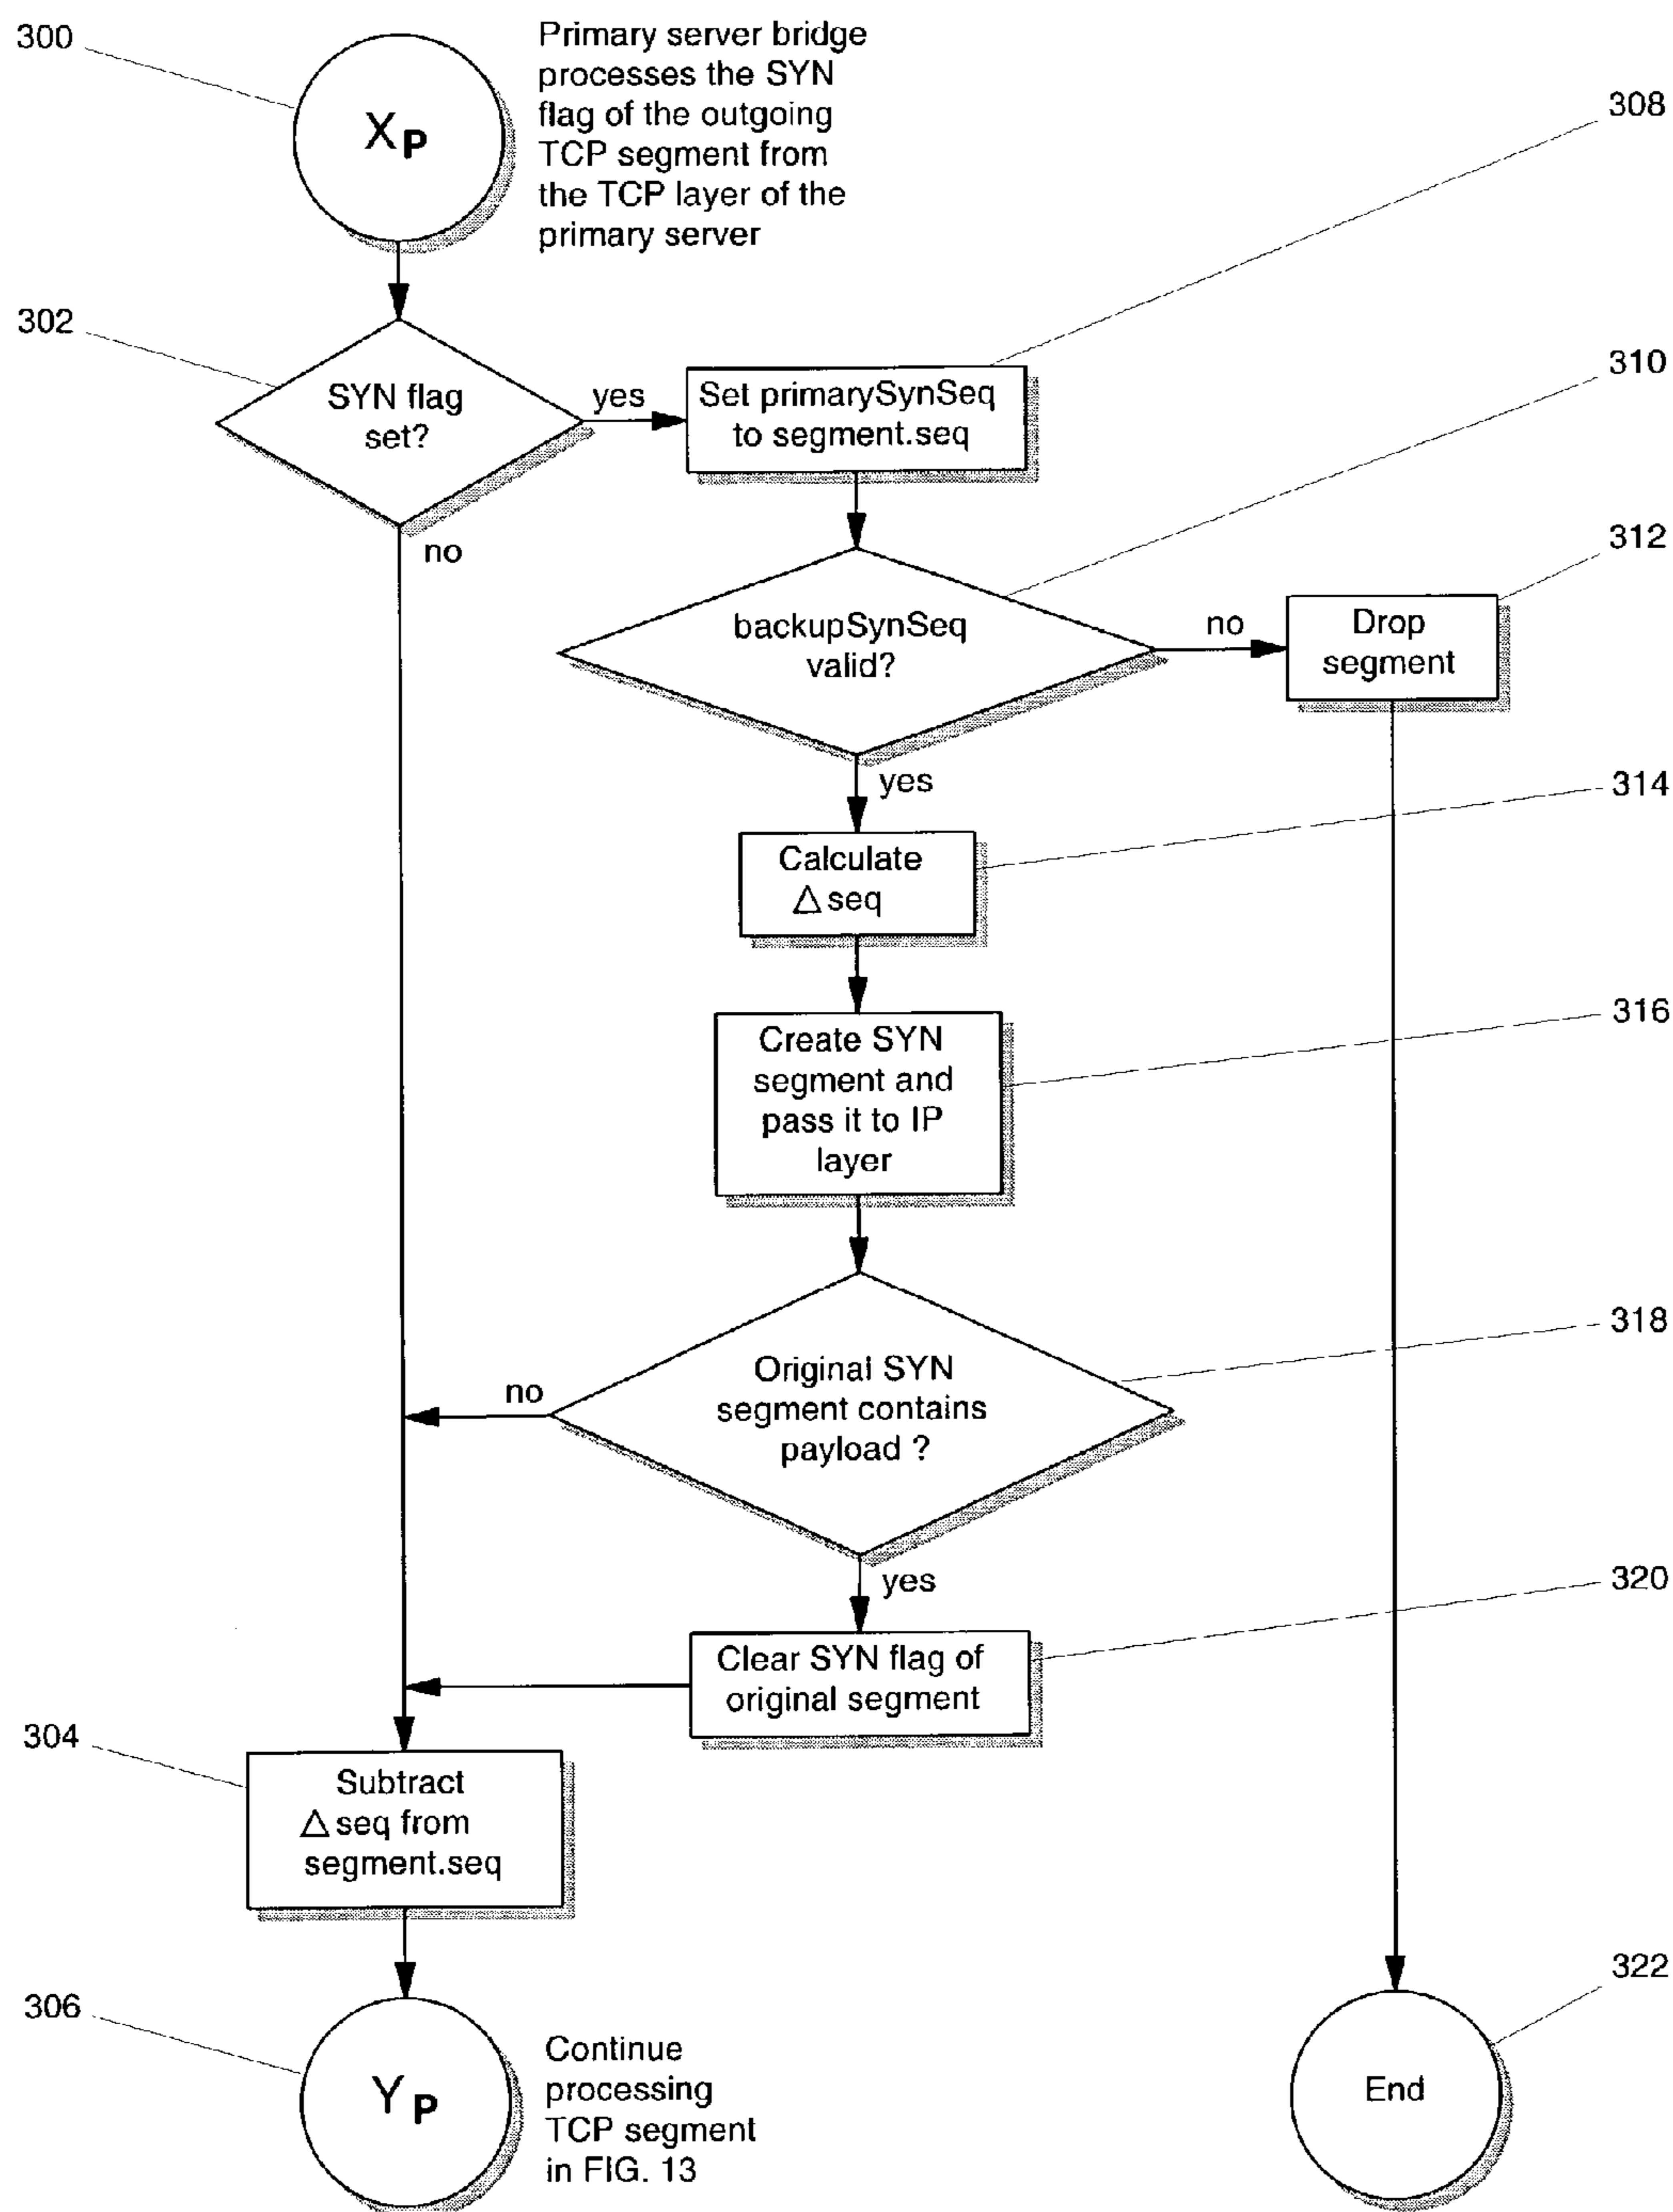 300
X P
Primary server bridge
processes the SYN
flag of the outgoing
TCP segment from
the TCP layer of the
primary server
308
302
SYN flag
set?
yes
Set primarySynSeq
to segment.seq
310
no
backupSynSeq
valid?
no
Drop
segment
312
yes
Calculate
△ seq
314
Create SYN
segment and
pass it to IP
layer
316
Original SYN
segment contains
payload ?
318
no
yes
Clear SYN flag of
original segment
320
304
Subtract
△ seq from
segment.seq
306
Y P
Continue
processing
TCP segment
in FIG. 13
322
End